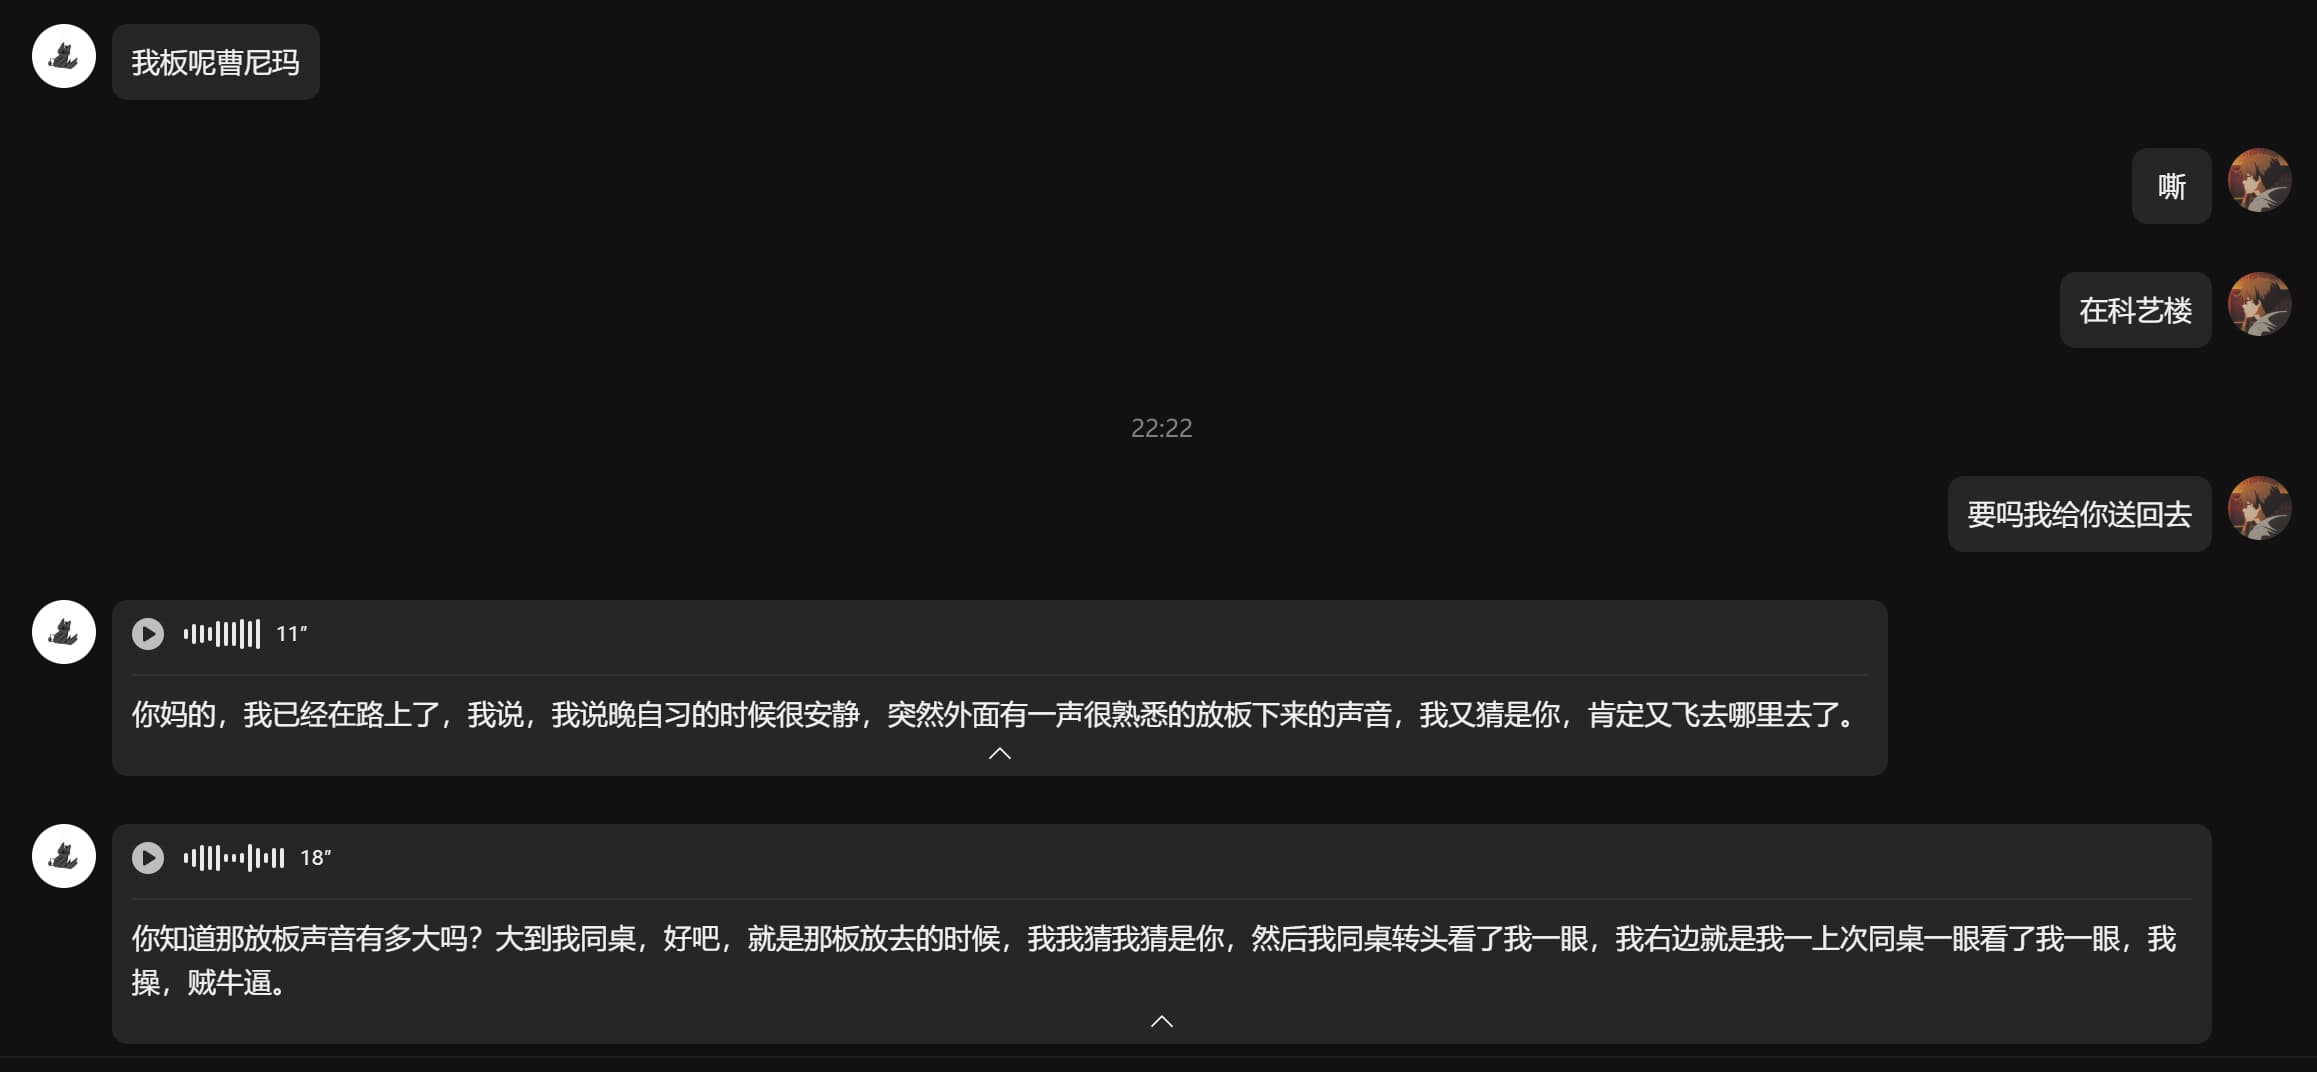 我板呢曹尼玛
嘶
在科艺楼
22:22
要吗我给你送回去
11″
你妈的，我已经在路上了，我说，我说晚自习的时候很安静，突然外面有一声很熟悉的放板下来的声音，我又猜是你，肯定又飞去哪里去了。
18″
你知道那放板声音有多大吗？大到我同桌，好吧，就是那板放去的时候，我我猜我猜是你，然后我同桌转头看了我一眼，我右边就是我一上次同桌一眼看了我一眼，我
操，贼牛逼。